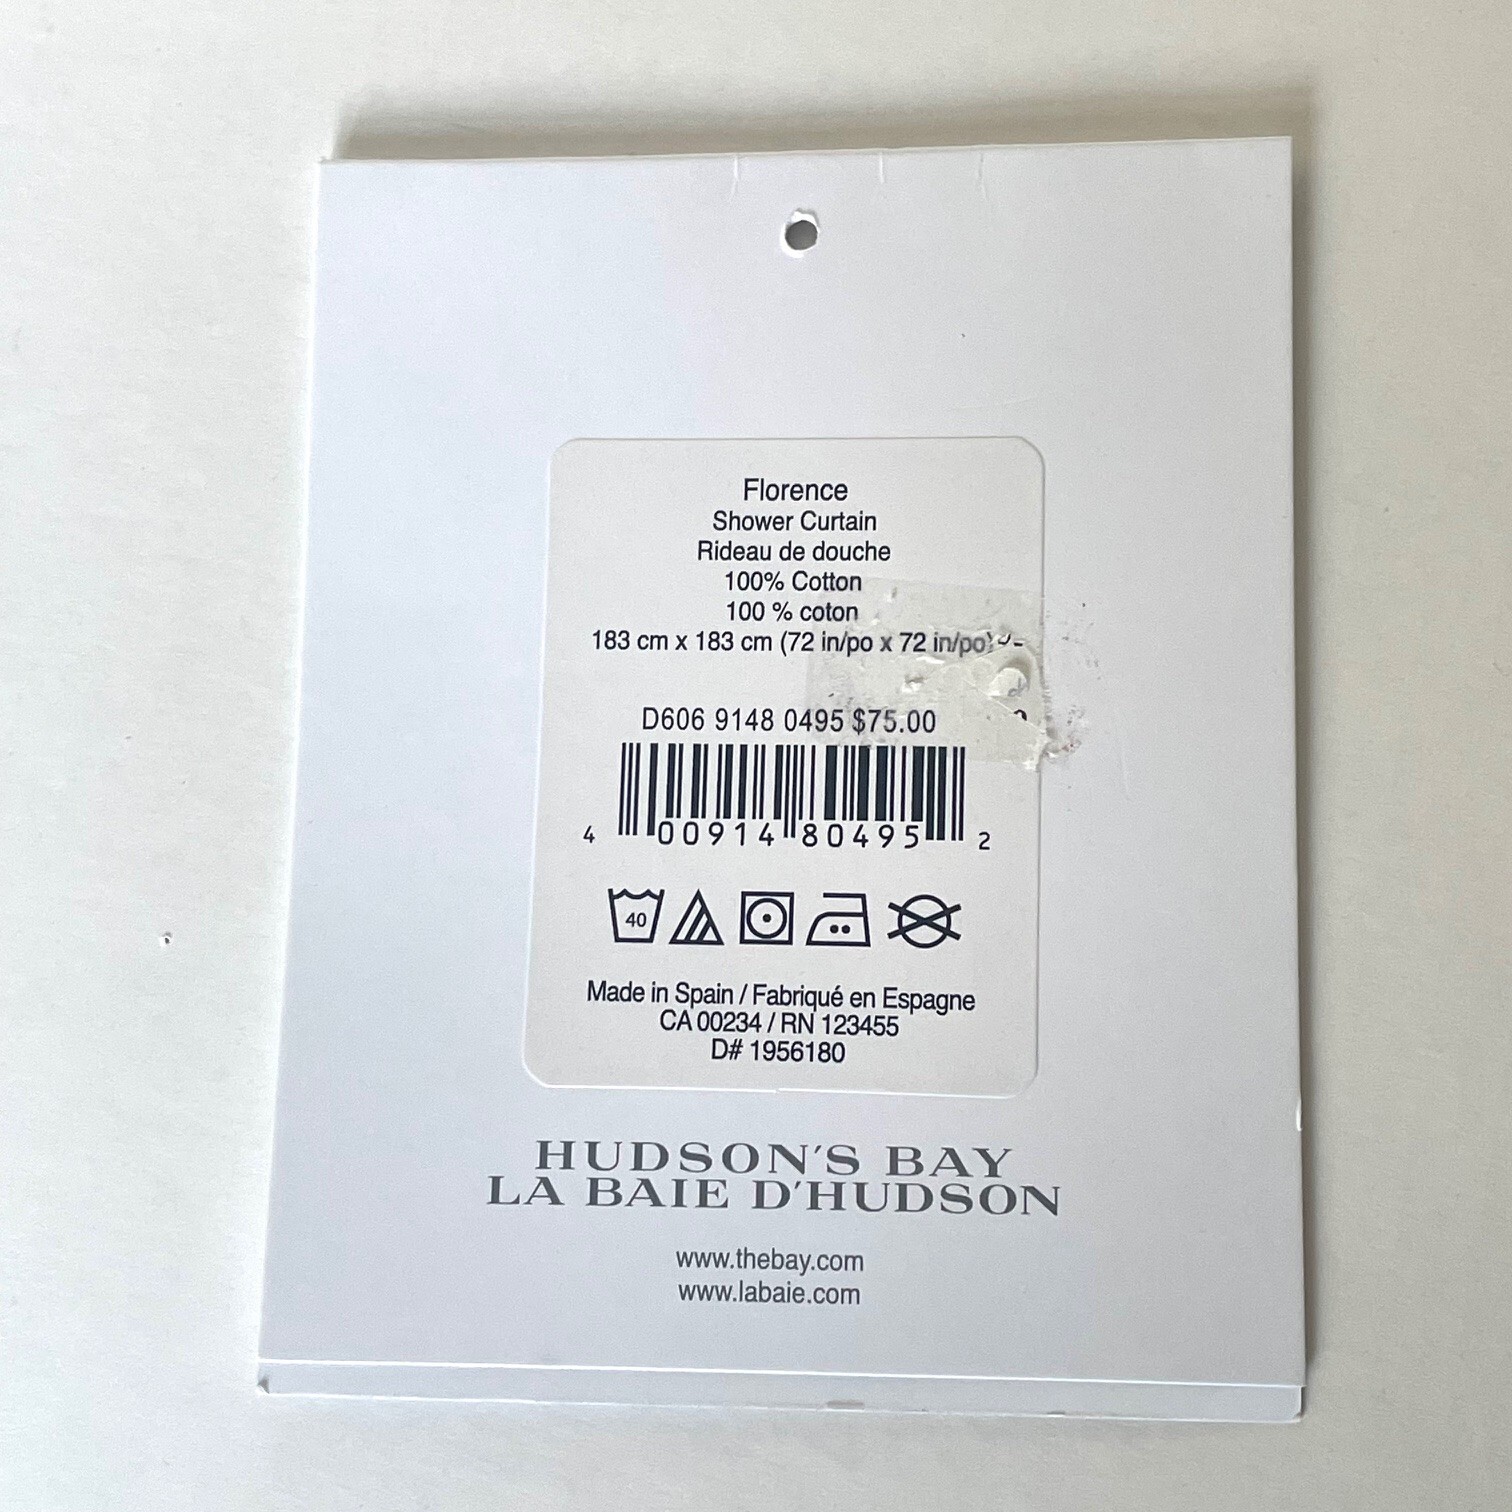 Florence
Shower Curtain
Rideau de douche
100% Cotton
100 % coton
183 cm x 183 cm (72 in/po x 72 in/po)
D606 9148 0495 $75.00
4 00914 80495 2
40
Made in Spain / Fabriqué en Espagne
CA 00234 / RN 123455
D# 1956180
HUDSON'S BAY
LA BAIE D'HUDSON
www.thebay.com
www.labaie.com